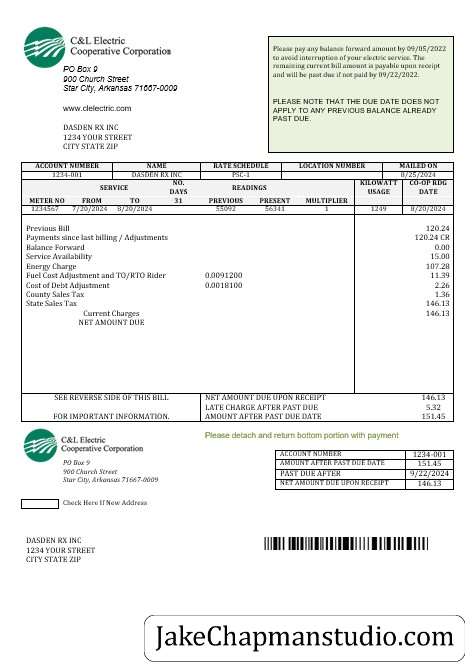 C&L Electric
Cooperative Corporation
PO Box 9
900 Church Street
Star City, Arkansas 71667-0009
www.clelectric.com
DASDEN RX INC
1234 YOUR STREET
CITY STATE ZIP
Please pay any balance forward amount by 09/05/2022
to avoid interruption of your electric service. The
remaining current bill amount is payable upon receipt
and will be past due if not paid by 09/22/2022.
PLEASE NOTE THAT THE DUE DATE DOES NOT
APPLY TO ANY PREVIOUS BALANCE ALREADY
PAST DUE.
ACCOUNT NUMBER NAME RATE SCHEDULE LOCATION NUMBER MAILED ON
1234-001 DASDEN RX INC PSC-1 8/25/2024
SERVICE NO. DAYS READINGS KILOWATT USAGE CO-OP RDG DATE
METER NO FROM TO 31 PREVIOUS PRESENT MULTIPLIER
1234567 7/20/2024 8/20/2024 55092 56341 1 1249 8/20/2024
Previous Bill 120.24
Payments since last billing / Adjustments 120.24 CR
Balance Forward 0.00
Service Availability 15.00
Energy Charge 107.28
Fuel Cost Adjustment and TO/RTO Rider 0.0091200 11.39
Cost of Debt Adjustment 0.0018100 2.26
County Sales Tax 1.36
State Sales Tax 146.13
Current Charges 146.13
NET AMOUNT DUE
SEE REVERSE SIDE OF THIS BILL NET AMOUNT DUE UPON RECEIPT 146.13
LATE CHARGE AFTER PAST DUE 5.32
FOR IMPORTANT INFORMATION. AMOUNT AFTER PAST DUE DATE 151.45
C&L Electric
Cooperative Corporation
PO Box 9
900 Church Street
Star City, Arkansas 71667-0009
Please detach and return bottom portion with payment
ACCOUNT NUMBER 1234-001
AMOUNT AFTER PAST DUE DATE 151.45
PAST DUE AFTER 9/22/2024
NET AMOUNT DUE UPON RECEIPT 146.13
Check Here If New Address
DASDEN RX INC
1234 YOUR STREET
CITY STATE ZIP
JakeChapmanstudio.com